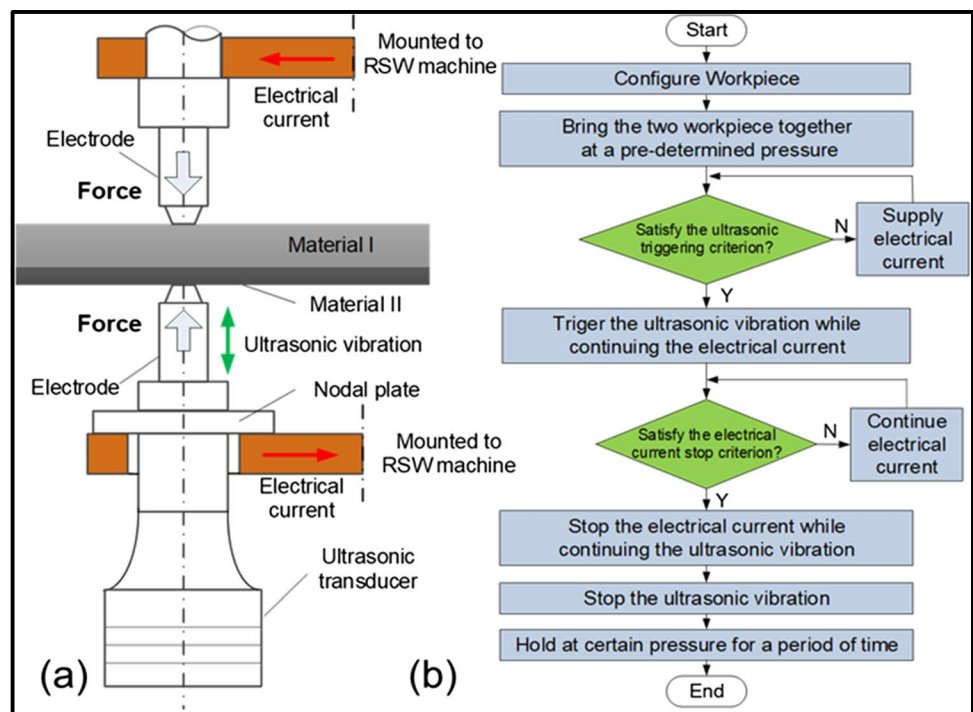 Mounted to
RSW machine
Electrical
current
Electrode
Force
Material I
Material II
Force
Ultrasonic vibration
Electrode
Nodal plate
Mounted to
RSW machine
Electrical
current
Ultrasonic
transducer
(a)
Start
Configure Workpiece
Bring the two workpiece together
at a pre-determined pressure
Satisfy the ultrasonic
triggering criterion?
N
Supply
electrical
current
Y
Triger the ultrasonic vibration while
continuing the electrical current
Satisfy the electrical
current stop criterion?
N
Continue
electrical
current
Y
Stop the electrical current while
continuing the ultrasonic vibration
Stop the ultrasonic vibration
Hold at certain pressure for a period of time
End
(b)